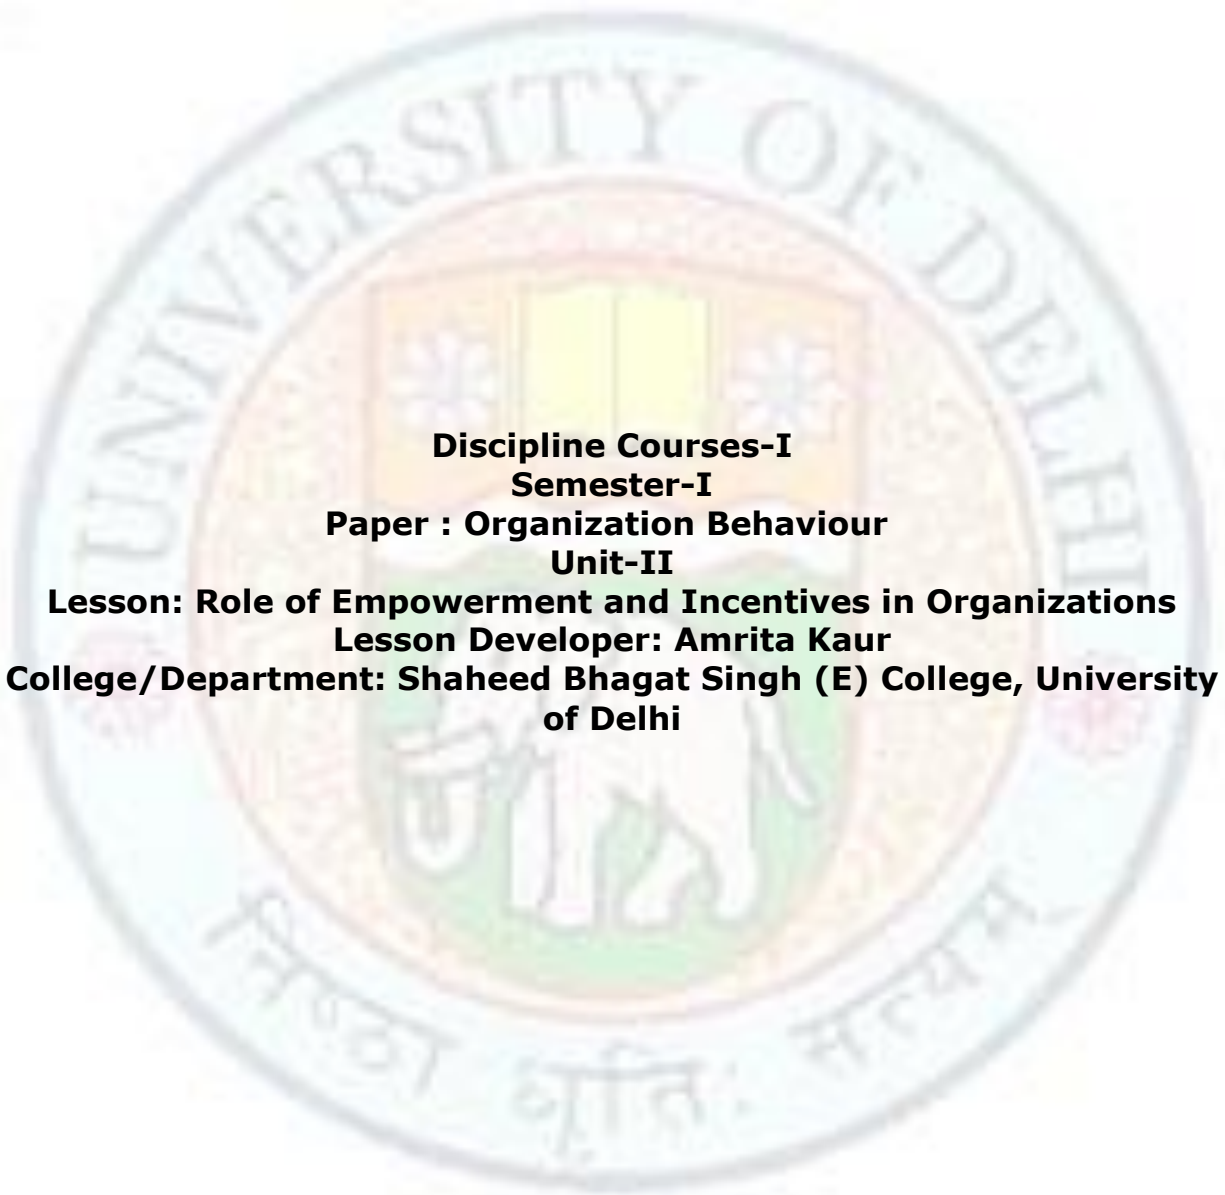 UNIVERSITY OF DELHI
Discipline Courses-I
Semester-I
Paper : Organization Behaviour
Unit-II
Lesson: Role of Empowerment and Incentives in Organizations
Lesson Developer: Amrita Kaur
College/Department: Shaheed Bhagat Singh (E) College, University
of Delhi